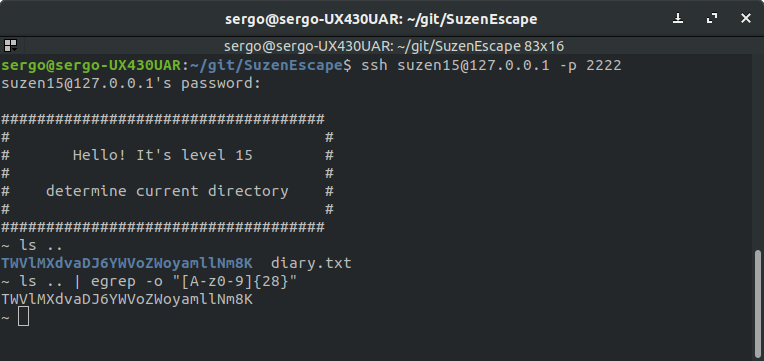 sergo@sergo-UX430UAR: ~/git/SuzenEscape
sergo@sergo-UX430UAR: ~/git/SuzenEscape 83x16
sergo@sergo-UX430UAR:~/git/SuzenEscape$ ssh suzen15@127.0.0.1 -p 2222
suzen15@127.0.0.1's password:
####################################
#                                   #
#       Hello! It's level 15        #
#                                   #
#    determine current directory    #
#                                   #
####################################
~ ls ..
TWVlMXdvaDJ6YWVoZWoyamllNm8K  diary.txt
~ ls .. | egrep -o "[A-z0-9]{28}"
TWVlMXdvaDJ6YWVoZWoyamllNm8K
~